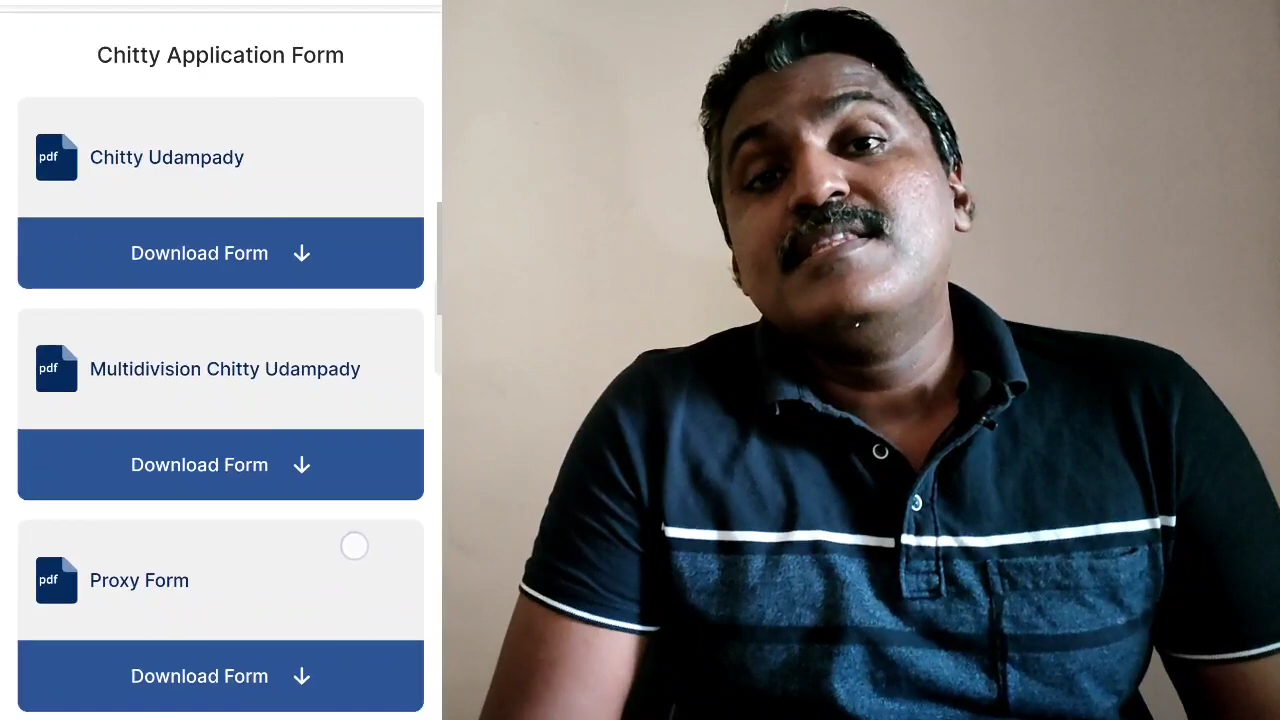 Chitty Application Form
pdf
Chitty Udampady
Download Form
pdf
Multidivision Chitty Udampady
Download Form
pdf
Proxy Form
Download Form